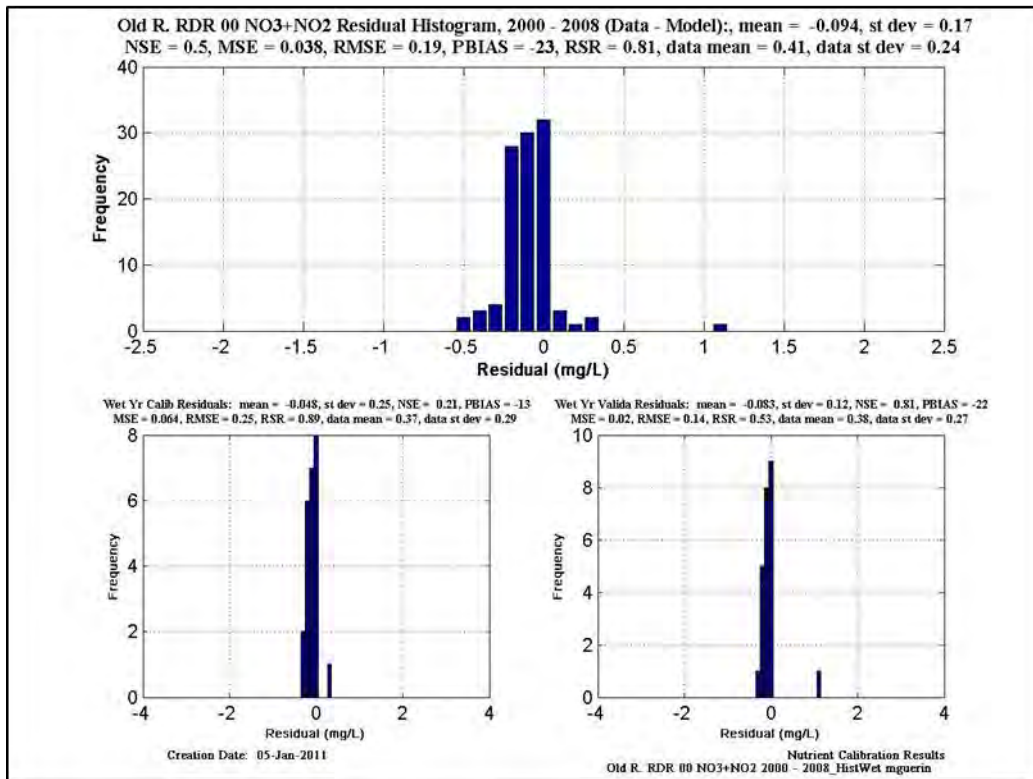 Old R. RDR 00 NO3+NO2 Residual Histogram, 2000 - 2008 (Data - Model):, mean = -0.094, st dev = 0.17
NSE = 0.5, MSE = 0.038, RMSE = 0.19, PBIAS = -23, RSR = 0.81, data mean = 0.41, data st dev = 0.24
40
30
20
10
0
Frequency
-2.5 -2 -1.5 -1 -0.5 0 0.5 1 1.5 2 2.5
Residual (mg/L)
Wet Yr Calib Residuals: mean = -0.048, st dev = 0.25, NSE = 0.21, PBIAS = -13
MSE = 0.064, RMSE = 0.25, RSR = 0.89, data mean = 0.37, data st dev = 0.29
8
6
4
2
0
Frequency
-4 -2 0 2 4
Residual (mg/L)
Wet Yr Valida Residuals: mean = -0.083, st dev = 0.12, NSE = 0.81, PBIAS = -22
MSE = 0.02, RMSE = 0.14, RSR = 0.53, data mean = 0.38, data st dev = 0.27
10
8
6
4
2
0
Frequency
-4 -2 0 2 4
Residual (mg/L)
Creation Date: 05-Jan-2011
Nutrient Calibration Results
Old R. RDR 00 NO3+NO2 2000 - 2008_HistWet mguerin